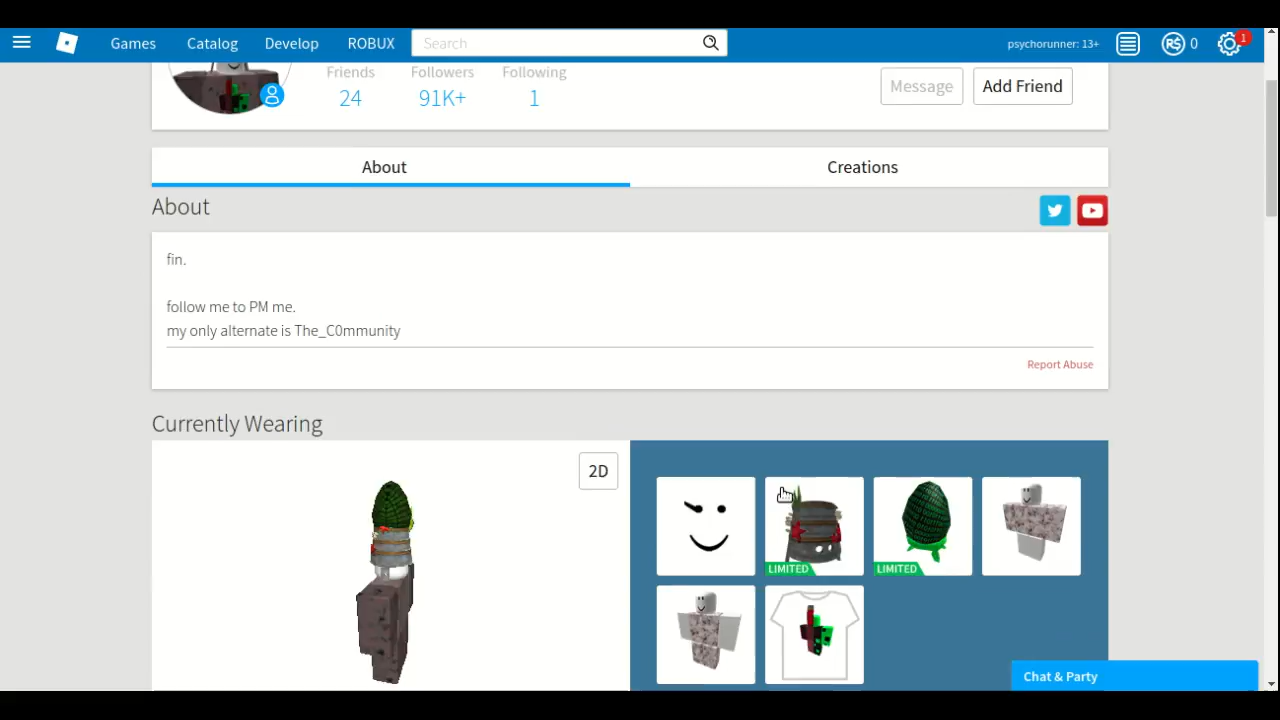 Games Catalog Develop ROBUX Search psychorunner: 13+ R$ 0 1
Friends Followers Following
24 91K+ 1
Message Add Friend
About Creations
About
fin.
follow me to PM me.
my only alternate is The_C0mmunity
Report Abuse
Currently Wearing
2D
LIMITED LIMITED
Chat & Party